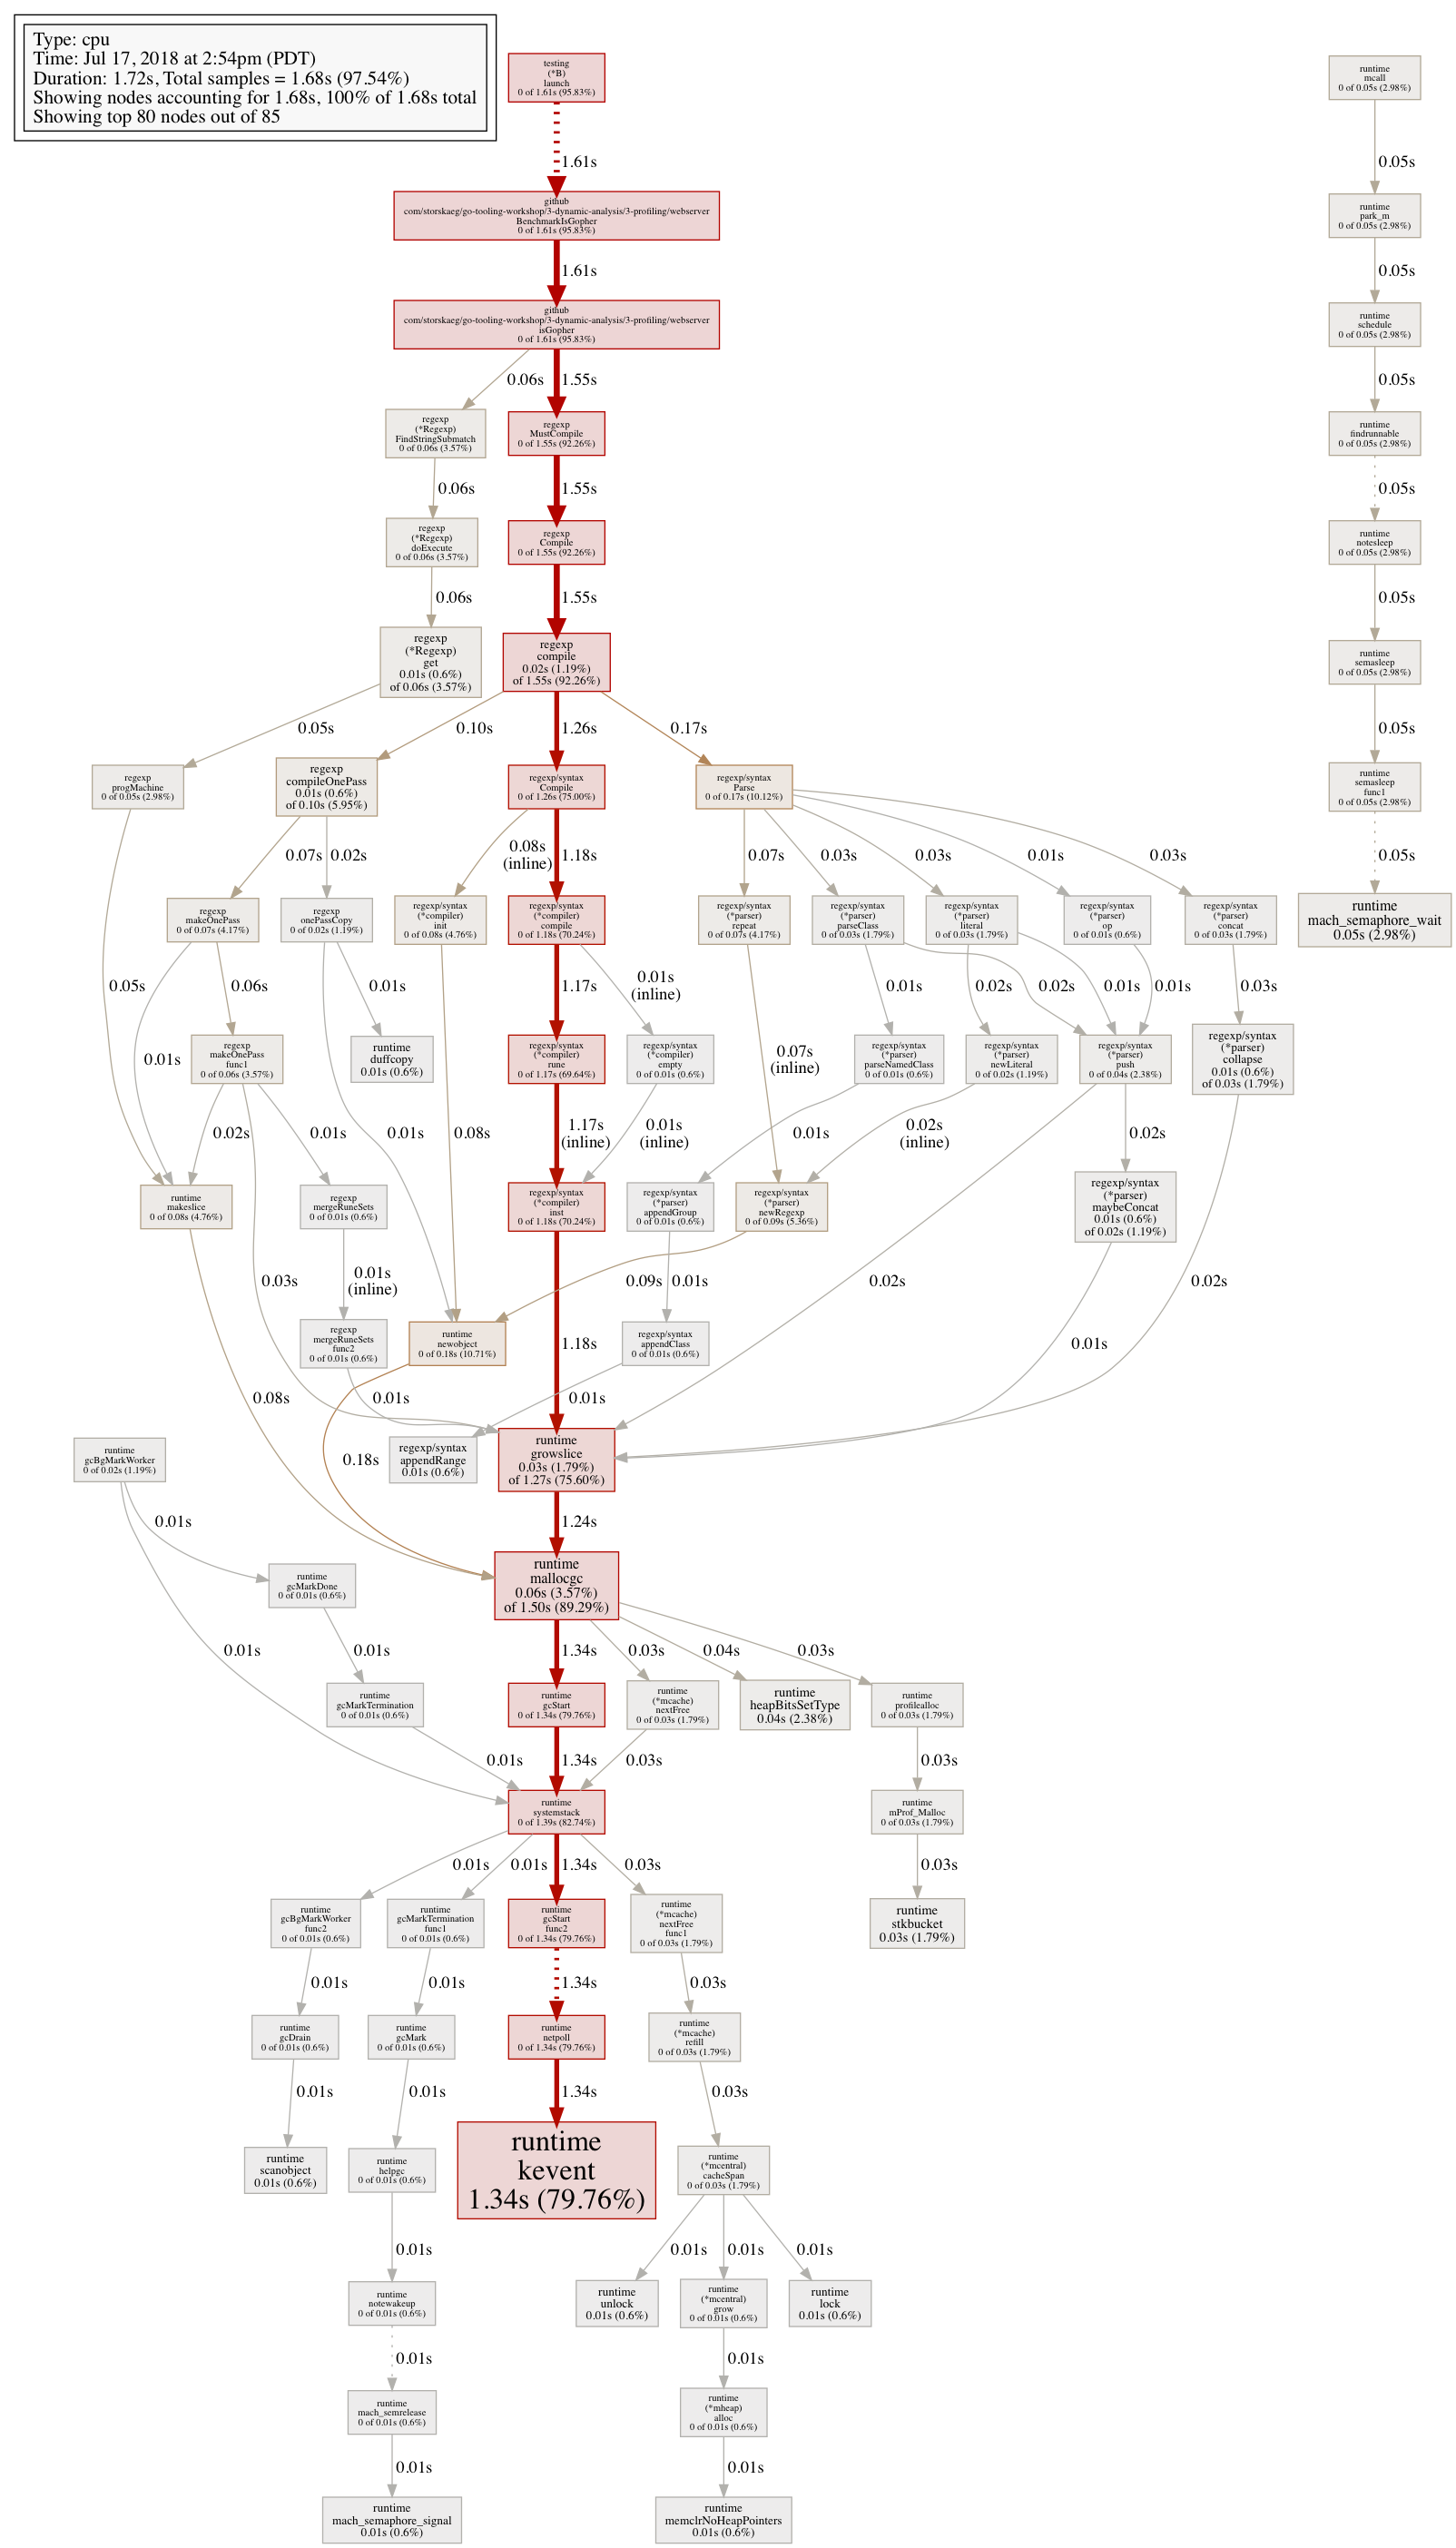 Type: cpu
Time: Jul 17, 2018 at 2:54pm (PDT)
Duration: 1.72s, Total samples = 1.68s (97.54%)
Showing nodes accounting for 1.68s, 100% of 1.68s total
Showing top 80 nodes out of 85
testing
(*B)
launch
0 of 1.61s (95.83%)
runtime
mcall
0 of 0.05s (2.98%)
1.61s
0.05s
github
com/storskaeg/go-tooling-workshop/3-dynamic-analysis/3-profiling/webserver
BenchmarkIsGopher
0 of 1.61s (95.83%)
runtime
park_m
0 of 0.05s (2.98%)
1.61s
0.05s
github
com/storskaeg/go-tooling-workshop/3-dynamic-analysis/3-profiling/webserver
isGopher
0 of 1.61s (95.83%)
runtime
schedule
0 of 0.05s (2.98%)
0.06s
1.55s
0.05s
regexp
(*Regexp)
FindStringSubmatch
0 of 0.06s (3.57%)
regexp
MustCompile
0 of 1.55s (92.26%)
runtime
findrunnable
0 of 0.05s (2.98%)
0.06s
1.55s
0.05s
regexp
(*Regexp)
doExecute
0 of 0.06s (3.57%)
regexp
Compile
0 of 1.55s (92.26%)
runtime
notesleep
0 of 0.05s (2.98%)
0.06s
1.55s
0.05s
regexp
(*Regexp)
get
0.01s (0.6%)
of 0.06s (3.57%)
regexp
compile
0.02s (1.19%)
of 1.55s (92.26%)
runtime
semasleep
0 of 0.05s (2.98%)
0.05s
0.10s
1.26s
0.17s
0.05s
regexp
progMachine
0 of 0.05s (2.98%)
regexp
compileOnePass
0.01s (0.6%)
of 0.10s (5.95%)
regexp/syntax
Compile
0 of 1.26s (75.00%)
regexp/syntax
Parse
0 of 0.17s (10.12%)
runtime
semasleep
func1
0 of 0.05s (2.98%)
0.07s
0.02s
0.08s
(inline)
1.18s
0.07s
0.03s
0.03s
0.01s
0.03s
0.05s
regexp
makeOnePass
0 of 0.07s (4.17%)
regexp
onePassCopy
0 of 0.02s (1.19%)
regexp/syntax
(*compiler)
init
0 of 0.08s (4.76%)
regexp/syntax
(*compiler)
compile
0 of 1.18s (70.24%)
regexp/syntax
(*parser)
repeat
0 of 0.07s (4.17%)
regexp/syntax
(*parser)
parseClass
0 of 0.03s (1.79%)
regexp/syntax
(*parser)
literal
0 of 0.03s (1.79%)
regexp/syntax
(*parser)
op
0 of 0.01s (0.6%)
regexp/syntax
(*parser)
concat
0 of 0.03s (1.79%)
runtime
mach_semaphore_wait
0.05s (2.98%)
0.05s
0.06s
0.01s
1.17s
0.01s
(inline)
0.01s
0.02s
0.02s
0.01s
0.01s
0.03s
0.01s
regexp
makeOnePass
func1
0 of 0.06s (3.57%)
runtime
duffcopy
0.01s (0.6%)
regexp/syntax
(*compiler)
rune
0 of 1.17s (69.64%)
regexp/syntax
(*compiler)
empty
0 of 0.01s (0.6%)
0.07s
(inline)
regexp/syntax
(*parser)
parseNamedClass
0 of 0.01s (0.6%)
regexp/syntax
(*parser)
newLiteral
0 of 0.02s (1.19%)
regexp/syntax
(*parser)
push
0 of 0.04s (2.38%)
regexp/syntax
(*parser)
collapse
0.01s (0.6%)
of 0.03s (1.79%)
0.02s
0.01s
0.01s
0.08s
1.17s
(inline)
0.01s
(inline)
0.01s
0.02s
(inline)
0.02s
runtime
makeslice
0 of 0.08s (4.76%)
regexp
mergeRuneSets
0 of 0.01s (0.6%)
regexp/syntax
(*compiler)
inst
0 of 1.18s (70.24%)
regexp/syntax
(*parser)
appendGroup
0 of 0.01s (0.6%)
regexp/syntax
(*parser)
newRegexp
0 of 0.09s (5.36%)
regexp/syntax
(*parser)
maybeConcat
0.01s (0.6%)
of 0.02s (1.19%)
0.03s
0.01s
(inline)
0.09s
0.01s
0.02s
0.02s
regexp
mergeRuneSets
func2
0 of 0.01s (0.6%)
runtime
newobject
0 of 0.18s (10.71%)
1.18s
regexp/syntax
appendClass
0 of 0.01s (0.6%)
0.01s
0.08s
0.01s
0.01s
runtime
gcBgMarkWorker
0 of 0.02s (1.19%)
0.18s
regexp/syntax
appendRange
0.01s (0.6%)
runtime
growslice
0.03s (1.79%)
of 1.27s (75.60%)
0.01s
1.24s
runtime
gcMarkDone
0 of 0.01s (0.6%)
runtime
mallocgc
0.06s (3.57%)
of 1.50s (89.29%)
0.01s
0.01s
1.34s
0.03s
0.04s
0.03s
runtime
gcMarkTermination
0 of 0.01s (0.6%)
runtime
gcStart
0 of 1.34s (79.76%)
runtime
(*mcache)
nextFree
0 of 0.03s (1.79%)
runtime
heapBitsSetType
0.04s (2.38%)
runtime
profilealloc
0 of 0.03s (1.79%)
0.01s
1.34s
0.03s
0.03s
runtime
systemstack
0 of 1.39s (82.74%)
runtime
mProf_Malloc
0 of 0.03s (1.79%)
0.01s
0.01s
1.34s
0.03s
0.03s
runtime
gcBgMarkWorker
func2
0 of 0.01s (0.6%)
runtime
gcMarkTermination
func1
0 of 0.01s (0.6%)
runtime
gcStart
func2
0 of 1.34s (79.76%)
runtime
(*mcache)
nextFree
func1
0 of 0.03s (1.79%)
runtime
stkbucket
0.03s (1.79%)
0.01s
0.01s
1.34s
0.03s
runtime
gcDrain
0 of 0.01s (0.6%)
runtime
gcMark
0 of 0.01s (0.6%)
runtime
netpoll
0 of 1.34s (79.76%)
runtime
(*mcache)
refill
0 of 0.03s (1.79%)
0.01s
0.01s
1.34s
0.03s
runtime
scanobject
0.01s (0.6%)
runtime
helpgc
0 of 0.01s (0.6%)
runtime
kevent
1.34s (79.76%)
runtime
(*mcentral)
cacheSpan
0 of 0.03s (1.79%)
0.01s
0.01s
0.01s
0.01s
runtime
notewakeup
0 of 0.01s (0.6%)
runtime
unlock
0.01s (0.6%)
runtime
(*mcentral)
grow
0 of 0.01s (0.6%)
runtime
lock
0.01s (0.6%)
0.01s
0.01s
runtime
mach_semrelease
0 of 0.01s (0.6%)
runtime
(*mheap)
alloc
0 of 0.01s (0.6%)
0.01s
0.01s
runtime
mach_semaphore_signal
0.01s (0.6%)
runtime
memclrNoHeapPointers
0.01s (0.6%)